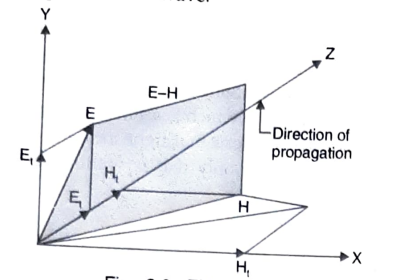 Y
Z
E–H
E
Direction of
propagation
E₁
H₁
E₁
H
X
H₁